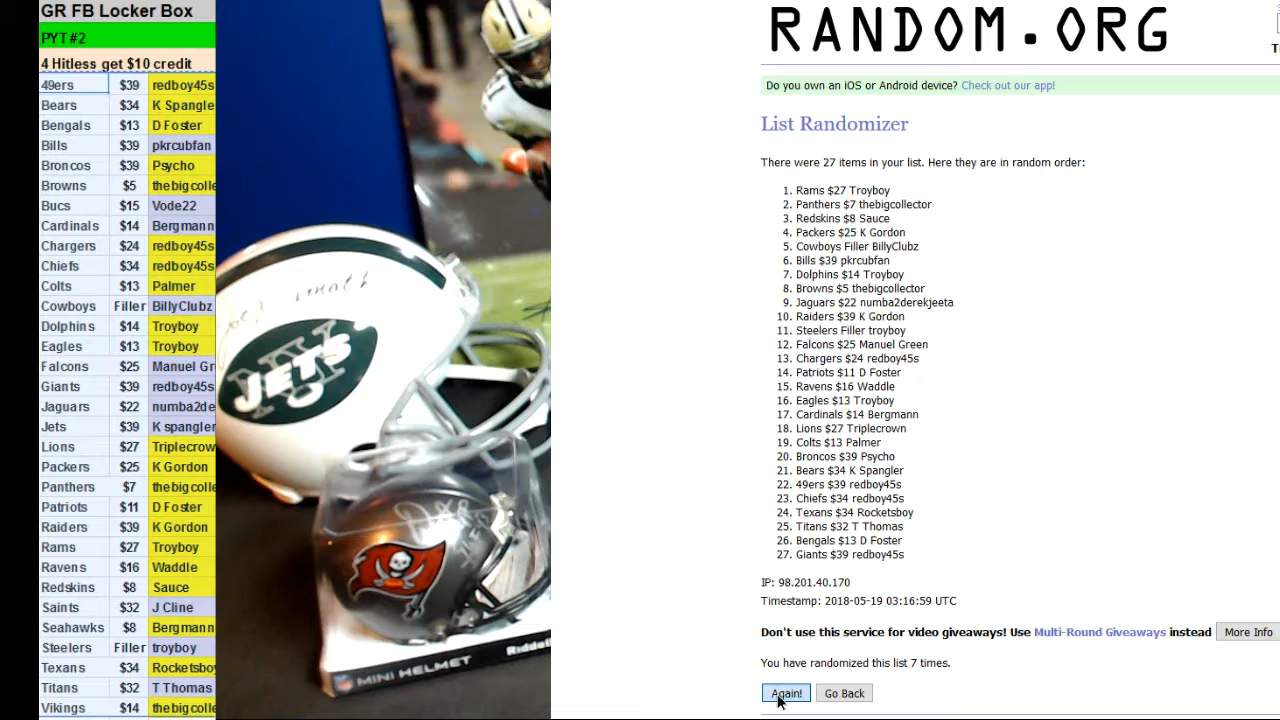 GR FB Locker Box
PYT #2
4 Hitless get $10 credit
49ers $39 redboy45s
Bears $34 K Spangle
Bengals $13 D Foster
Bills $39 pkrcubfan
Broncos $39 Psycho
Browns $5 thebigcolle
Bucs $15 Vode22
Cardinals $14 Bergmann
Chargers $24 redboy45s
Chiefs $34 redboy45s
Colts $13 Palmer
Cowboys Filler BillyClubz
Dolphins $14 Troyboy
Eagles $13 Troyboy
Falcons $25 Manuel Gr
Giants $39 redboy45s
Jaguars $22 numba2de
Jets $39 K spangler
Lions $27 Triplecrow
Packers $25 K Gordon
Panthers $7 thebigcolle
Patriots $11 D Foster
Raiders $39 K Gordon
Rams $27 Troyboy
Ravens $16 Waddle
Redskins $8 Sauce
Saints $32 J Cline
Seahawks $8 Bergmann
Steelers Filler troyboy
Texans $34 Rocketsboy
Titans $32 T Thomas
Vikings $14 thebigcolle
JETS
MINI HELMET Riddell
RANDOM.ORG
Do you own an iOS or Android device? Check out our app!
List Randomizer
There were 27 items in your list. Here they are in random order:
1. Rams $27 Troyboy
2. Panthers $7 thebigcollector
3. Redskins $8 Sauce
4. Packers $25 K Gordon
5. Cowboys Filler BillyClubz
6. Bills $39 pkrcubfan
7. Dolphins $14 Troyboy
8. Browns $5 thebigcollector
9. Jaguars $22 numba2derekjeeta
10. Raiders $39 K Gordon
11. Steelers Filler troyboy
12. Falcons $25 Manuel Green
13. Chargers $24 redboy45s
14. Patriots $11 D Foster
15. Ravens $16 Waddle
16. Eagles $13 Troyboy
17. Cardinals $14 Bergmann
18. Lions $27 Triplecrown
19. Colts $13 Palmer
20. Broncos $39 Psycho
21. Bears $34 K Spangler
22. 49ers $39 redboy45s
23. Chiefs $34 redboy45s
24. Texans $34 Rocketsboy
25. Titans $32 T Thomas
26. Bengals $13 D Foster
27. Giants $39 redboy45s
IP: 98.201.40.170
Timestamp: 2018-05-19 03:16:59 UTC
Don't use this service for video giveaways! Use Multi-Round Giveaways instead More Info
You have randomized this list 7 times.
Again! Go Back